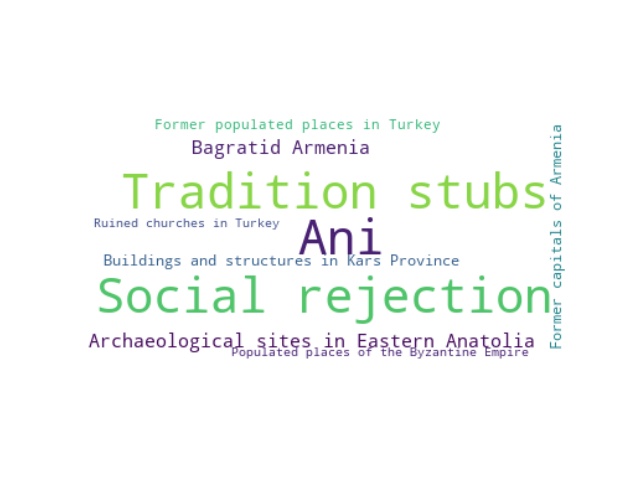 Former populated places in Turkey
Bagratid Armenia
Tradition stubs
Ruined churches in Turkey
Ani
Buildings and structures in Kars Province
Social rejection
Archaeological sites in Eastern Anatolia
Populated places of the Byzantine Empire
Former capitals of Armenia